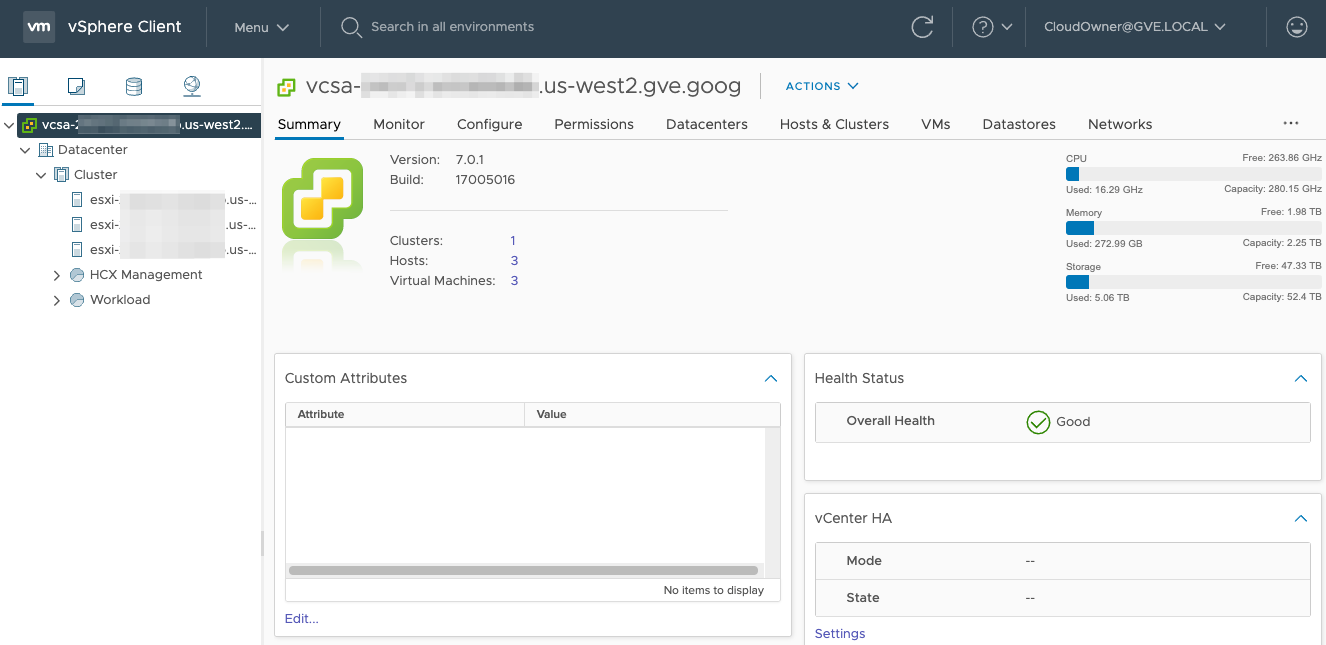 vm vSphere Client Menu Search in all environments CloudOwner@GVE.LOCAL
vcsa- .us-west2.gve.goog ACTIONS
Summary Monitor Configure Permissions Datacenters Hosts & Clusters VMs Datastores Networks ...
vcsa-2 .us-west2....
Datacenter
Cluster
esxi- .us-...
esxi- .us-...
esxi- .us-...
HCX Management
Workload
Version: 7.0.1
Build: 17005016
Clusters: 1
Hosts: 3
Virtual Machines: 3
CPU Free: 263.86 GHz
Used: 16.29 GHz Capacity: 280.15 GHz
Memory Free: 1.98 TB
Used: 272.99 GB Capacity: 2.25 TB
Storage Free: 47.33 TB
Used: 5.06 TB Capacity: 52.4 TB
Custom Attributes
Attribute Value
No items to display
Edit...
Health Status
Overall Health Good
vCenter HA
Mode --
State --
Settings